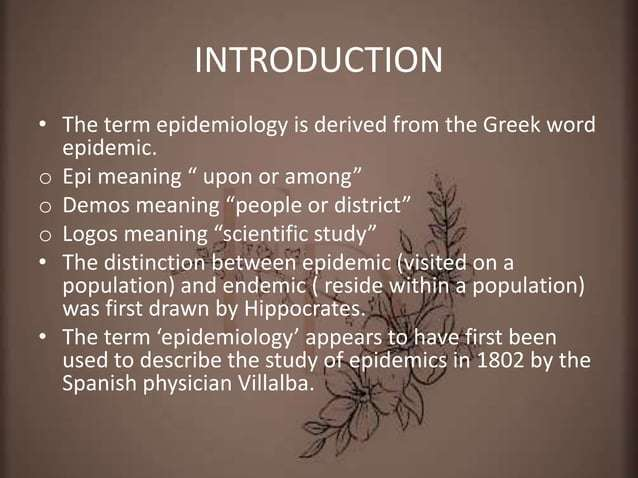 INTRODUCTION
• The term epidemiology is derived from the Greek word
epidemic.
o Epi meaning “ upon or among”
o Demos meaning “people or district”
o Logos meaning “scientific study”
• The distinction between epidemic (visited on a
population) and endemic ( reside within a population)
was first drawn by Hippocrates.
• The term ‘epidemiology’ appears to have first been
used to describe the study of epidemics in 1802 by the
Spanish physician Villalba.